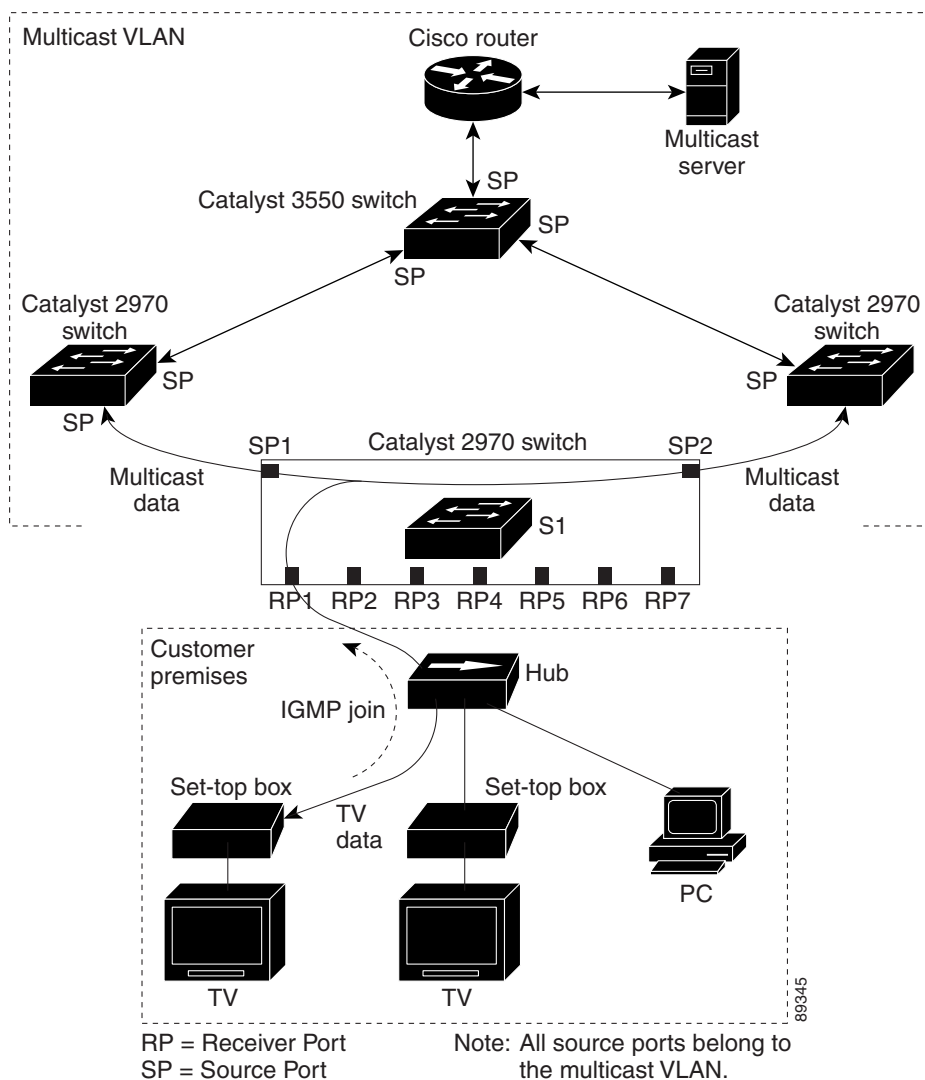 Multicast VLAN
Cisco router
Multicast
server
SP
Catalyst 3550 switch
SP
SP
Catalyst 2970
switch
Catalyst 2970
switch
SP
SP
SP
SP1
Catalyst 2970 switch
SP2
Multicast
data
Multicast
data
S1
RP1 RP2 RP3 RP4 RP5 RP6 RP7
Customer
premises
Hub
IGMP join
Set-top box
Set-top box
TV
data
PC
TV
TV
89345
RP = Receiver Port
SP = Source Port
Note: All source ports belong to
the multicast VLAN.